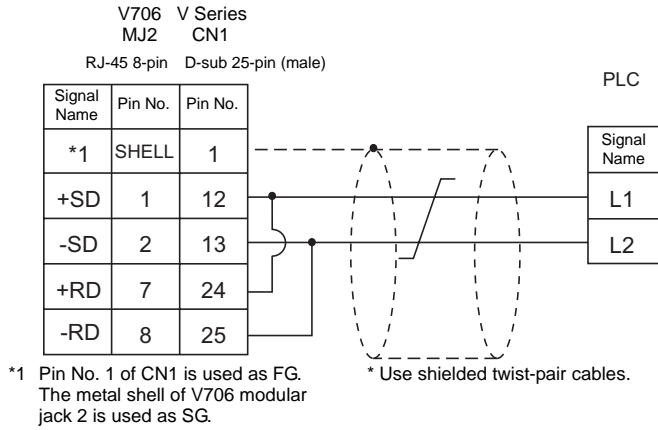 V706 V Series
MJ2 CN1
RJ-45 8-pin D-sub 25-pin (male)
PLC
Signal Name Pin No. Pin No.
Signal Name
*1 SHELL 1
+SD 1 12 L1
-SD 2 13 L2
+RD 7 24
-RD 8 25
*1 Pin No. 1 of CN1 is used as FG.
The metal shell of V706 modular
jack 2 is used as SG.
* Use shielded twist-pair cables.